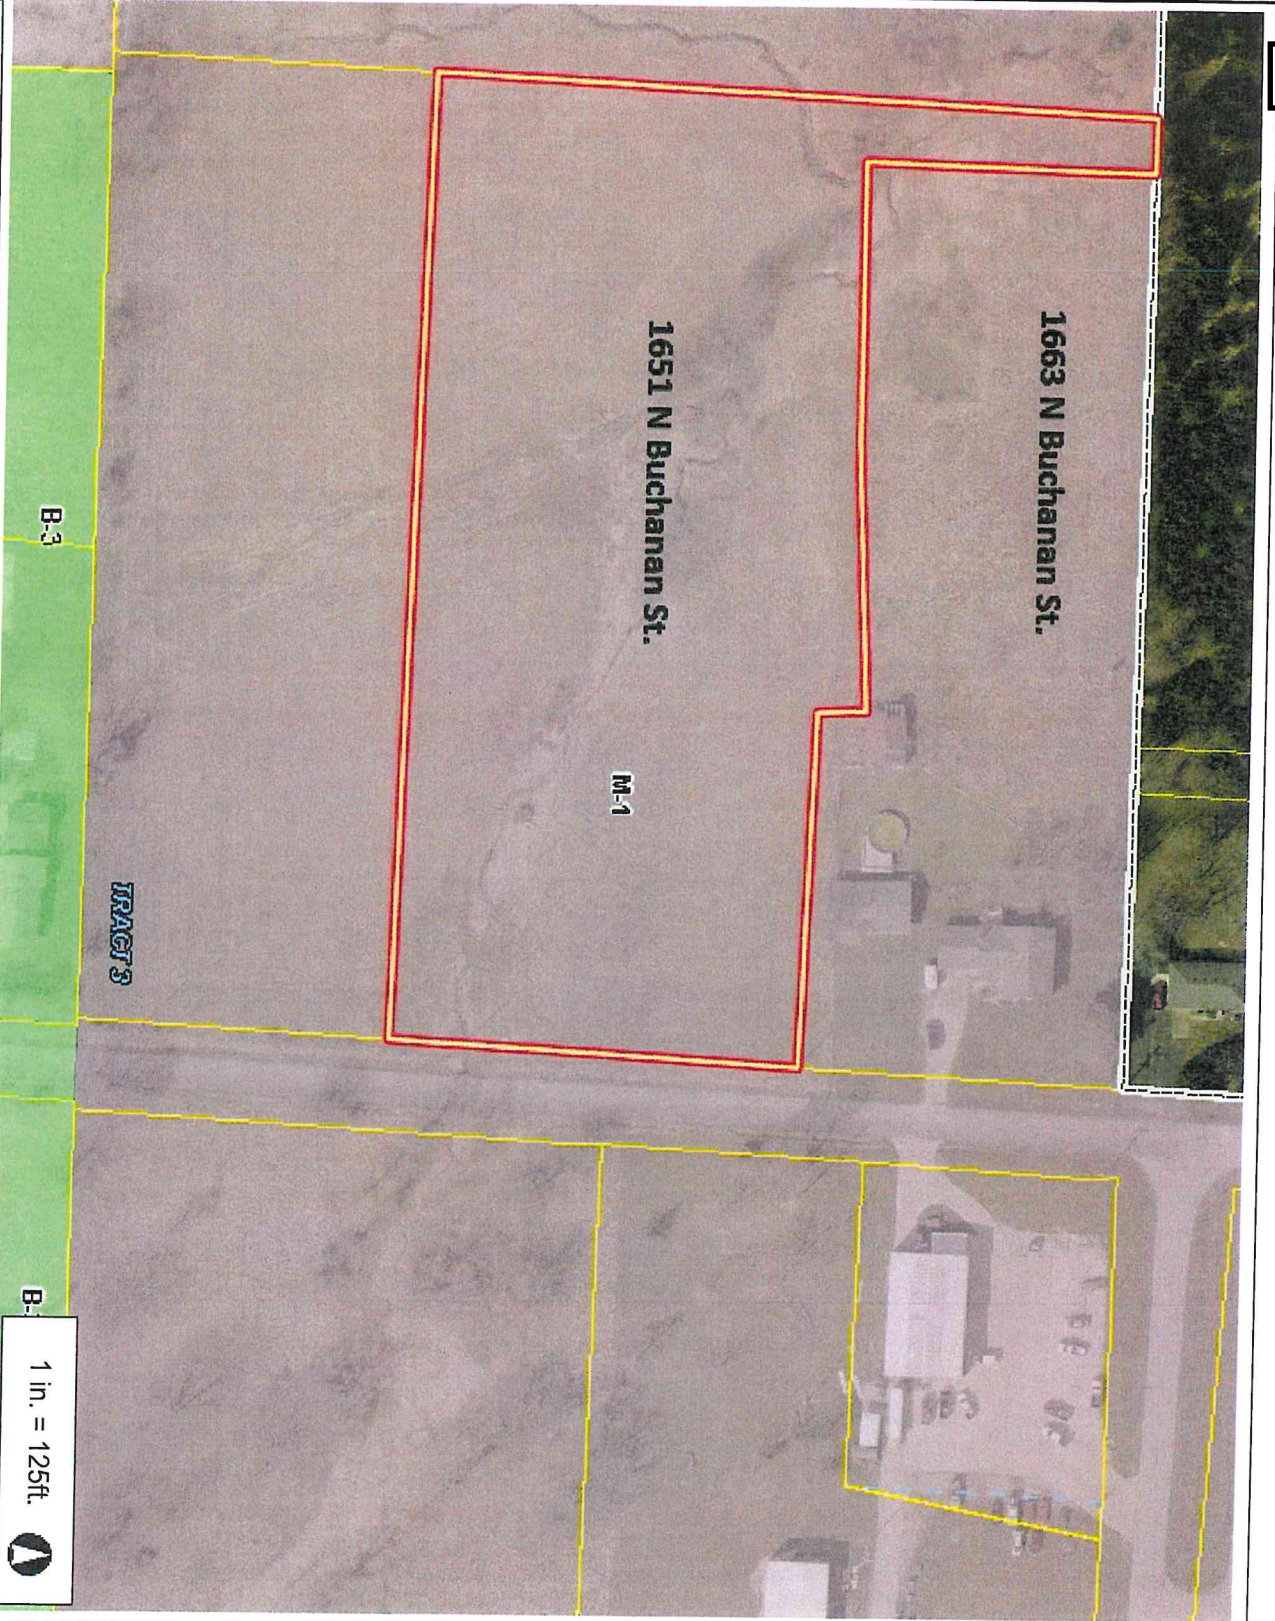 1663 N Buchanan St.
1651 N Buchanan St.
M-1
TRACT 3
B-3
B-
1 in. = 125ft.